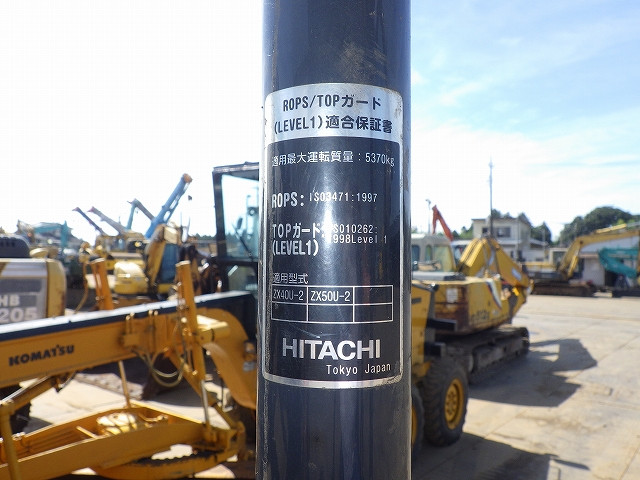 ROPS/TOPガード
(LEVEL1)適合保証書
適用最大運転質量：5370kg
ROPS: ISO3471:1997
TOPガード: ISO10262:
(LEVEL1) 1998Level 1
適用型式
ZX40U-2 ZX50U-2
HITACHI
Tokyo Japan
KOMATSU
HB
205